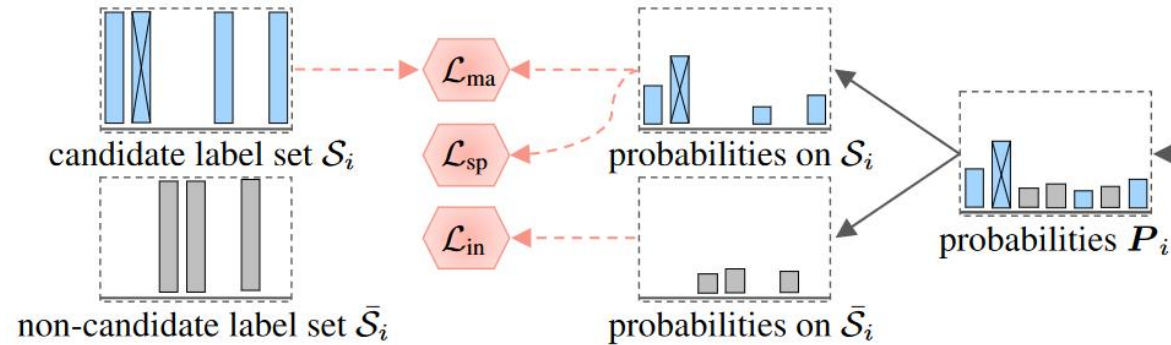 ℒma
ℒsp
ℒin
candidate label set 𝒮i
non-candidate label set 𝒮̄i
probabilities on 𝒮i
probabilities on 𝒮̄i
probabilities Pi